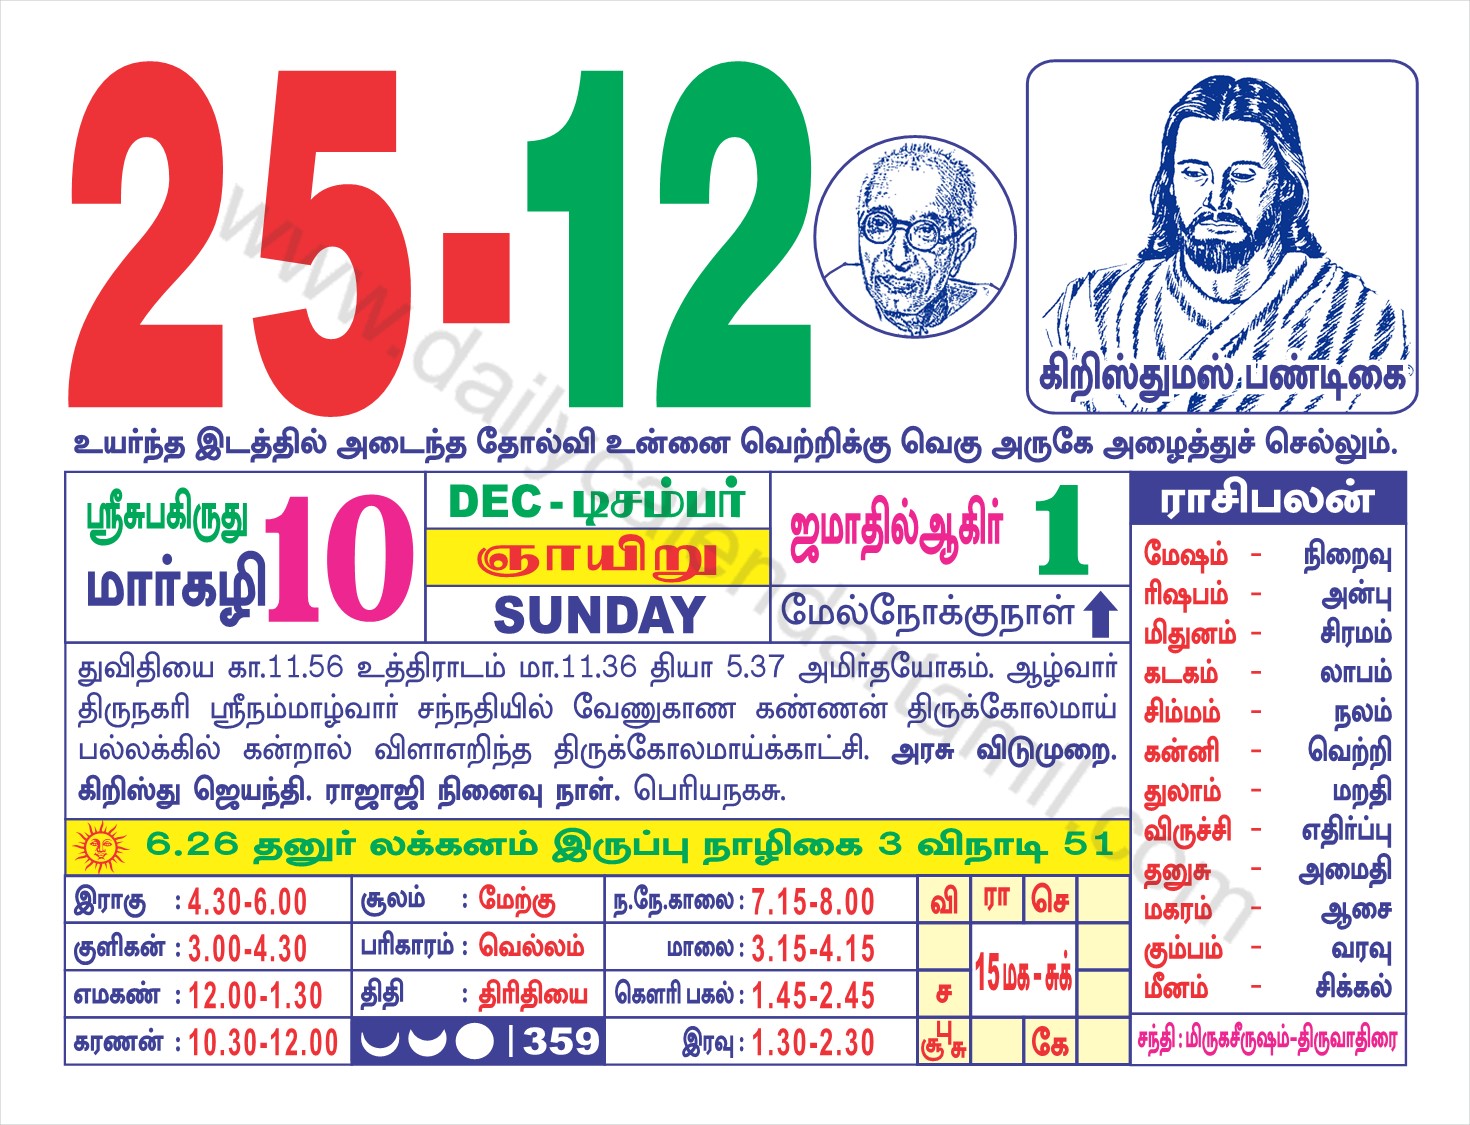 25-12
கிறிஸ்துமஸ் பண்டிகை
உயர்ந்த இடத்தில் அடைந்த தோல்வி உன்னை வெற்றிக்கு வெகு அருகே அழைத்துச் செல்லும்.
ஸ்ரீசுபகிருது
மார்கழி 10
DEC - டிசம்பர்
ஞாயிறு
SUNDAY
ஜமாதில்ஆகிர் 1
மேல்நோக்குநாள்
துவிதியை கா.11.56 உத்திராடம் மா.11.36 தியா 5.37 அமிர்தயோகம். ஆழ்வார்
திருநகரி ஸ்ரீநம்மாழ்வார் சந்நதியில் வேணுகாண கண்ணன் திருக்கோலமாய்
பல்லக்கில் கன்றால் விளாஎறிந்த திருக்கோலமாய்க்காட்சி. அரசு விடுமுறை.
கிறிஸ்து ஜெயந்தி. ராஜாஜி நினைவு நாள். பெரியநகசு.
6.26 தனுர் லக்கனம் இருப்பு நாழிகை 3 விநாடி 51
இராகு : 4.30-6.00
குளிகன் : 3.00-4.30
எமகண் : 12.00-1.30
கரணன் : 10.30-12.00
சூலம் : மேற்கு
பரிகாரம் : வெல்லம்
திதி : திரிதியை
359
ந.நே.காலை : 7.15-8.00
மாலை : 3.15-4.15
கௌரி பகல் : 1.45-2.45
இரவு : 1.30-2.30
வி ரா செ
15 மக - சுக்
ச
பு
சூ சு கே
ராசிபலன்
மேஷம் - நிறைவு
ரிஷபம் - அன்பு
மிதுனம் - சிரமம்
கடகம் - லாபம்
சிம்மம் - நலம்
கன்னி - வெற்றி
துலாம் - மறதி
விருச்சி - எதிர்ப்பு
தனுசு - அமைதி
மகரம் - ஆசை
கும்பம் - வரவு
மீனம் - சிக்கல்
சந்தி : மிருகசீருஷம்-திருவாதிரை
www.dailycalendartamil.com